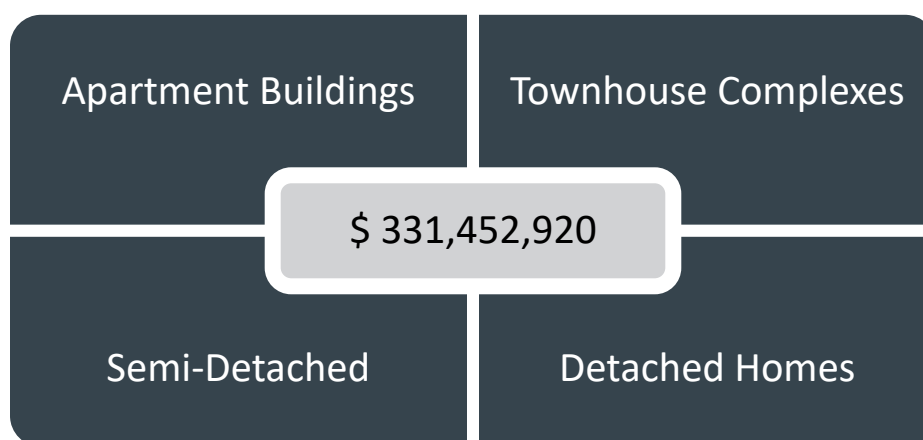 Apartment Buildings
Townhouse Complexes
$ 331,452,920
Semi-Detached
Detached Homes